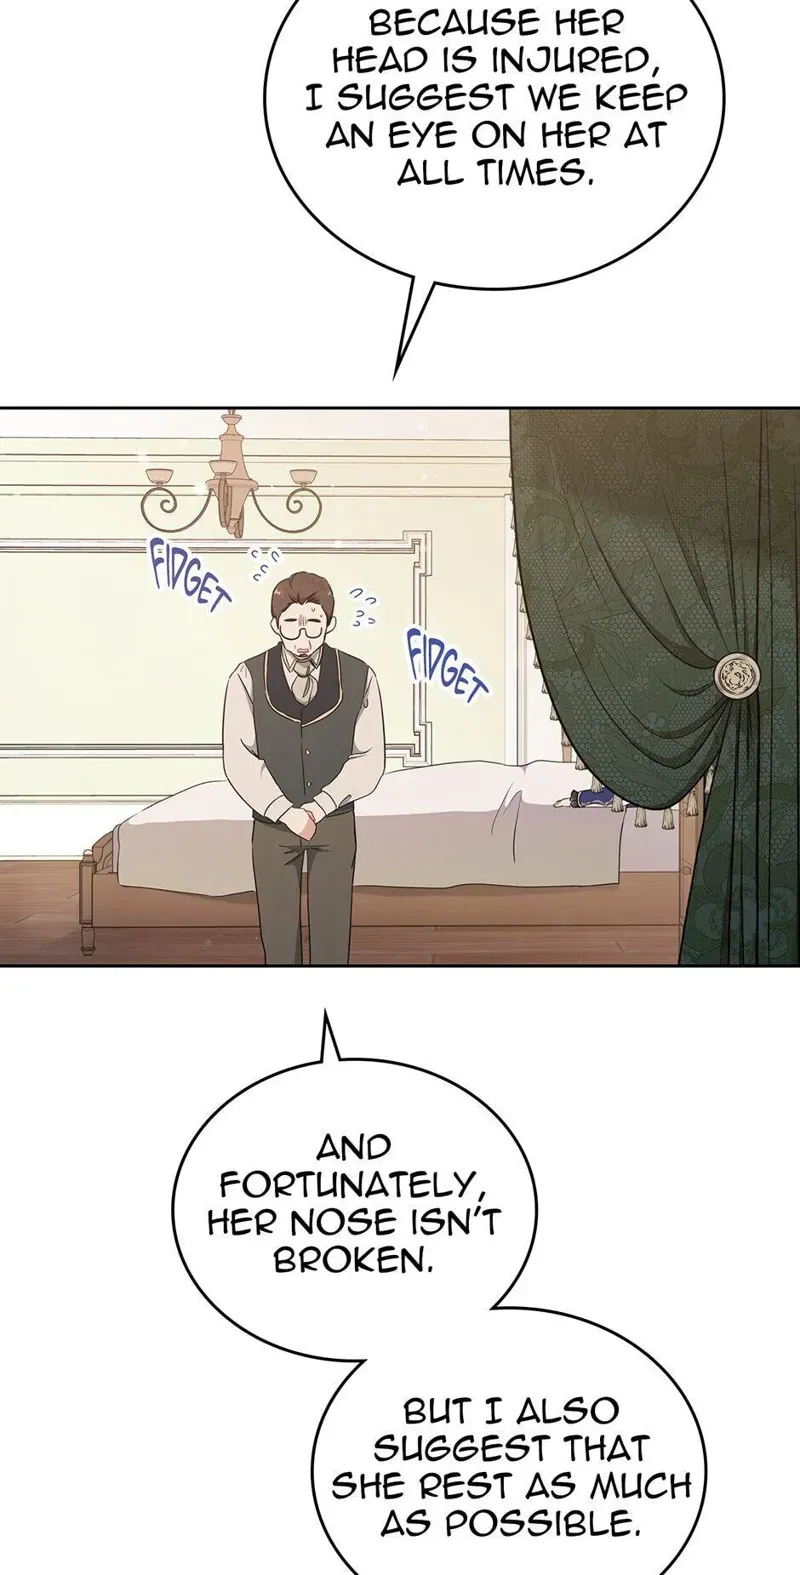 BECAUSE HER
HEAD IS INJURED,
I SUGGEST WE KEEP
AN EYE ON HER AT
ALL TIMES.
FIDGET
FIDGET
AND
FORTUNATELY,
HER NOSE ISN'T
BROKEN.
BUT I ALSO
SUGGEST THAT
SHE REST AS MUCH
AS POSSIBLE.